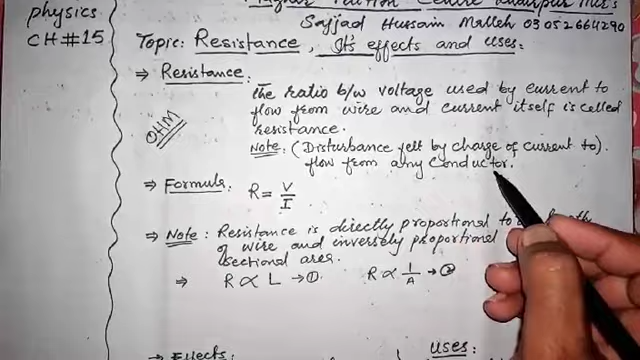 physics
CH#15
Higher Tuition Centre
Sajjad Hussain Malleh 03052664290
Topic: Resistance, It's effects and uses:
⇒ Resistance:
The ratio b/w voltage used by current to
flow from wire and current itself is called
resistance.
OHM
Note: (Disturbance felt by charge of current to).
flow from any Conductor.
⇒ Formula: R = V/I
⇒ Note: Resistance is directly proportional to
of wire and inversely proportional
sectional area.
⇒ R ∝ L → ① R ∝ 1/A → ②
⇒ Effects: uses: